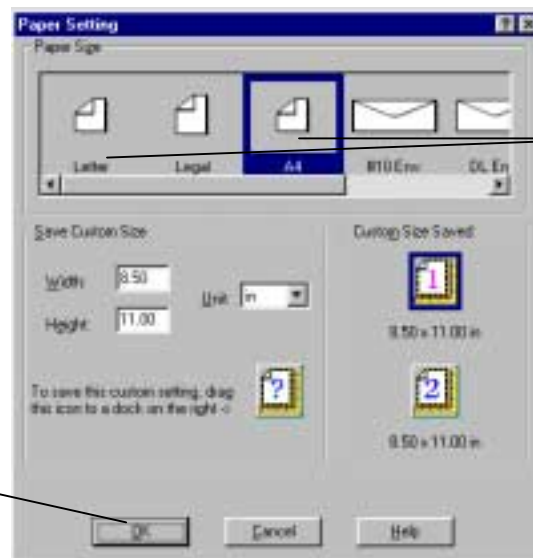 Paper Setting
Paper Size
Letter Legal A4 #10 Env DL En
Save Custom Size
Width: 8.50
Unit: in
Height: 11.00
To save this custom setting, drag
this icon to a dock on the right ->
?
Custom Size Saved
1
8.50 x 11.00 in
2
8.50 x 11.00 in
OK Cancel Help